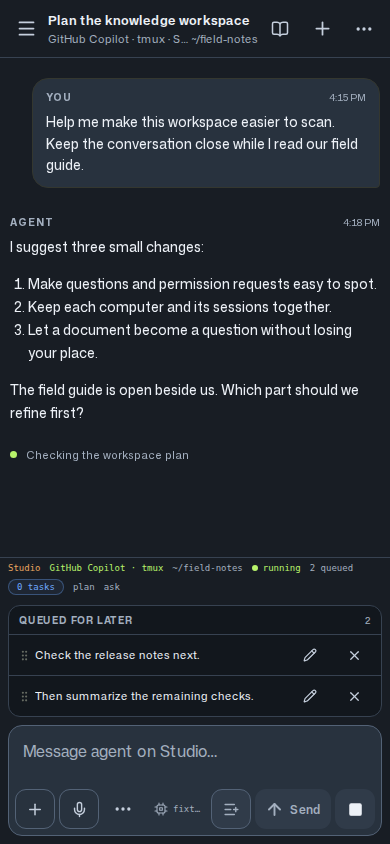 Plan the knowledge workspace
GitHub Copilot · tmux · S... ~/field-notes
YOU 4:15 PM
Help me make this workspace easier to scan.
Keep the conversation close while I read our field
guide.
AGENT 4:18 PM
I suggest three small changes:
1. Make questions and permission requests easy to spot.
2. Keep each computer and its sessions together.
3. Let a document become a question without losing
your place.
The field guide is open beside us. Which part should we
refine first?
Checking the workspace plan
Studio GitHub Copilot · tmux ~/field-notes running 2 queued
0 tasks plan ask
QUEUED FOR LATER 2
Check the release notes next.
Then summarize the remaining checks.
Message agent on Studio...
fixt... Send